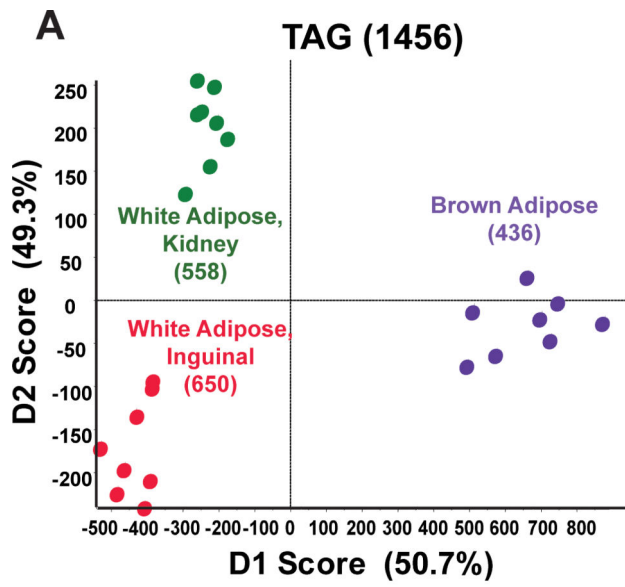 A
TAG (1456)
250
200
150
100
50
0
-50
-100
-150
-200
D2 Score (49.3%)
White Adipose,
Kidney
(558)
Brown Adipose
(436)
White Adipose,
Inguinal
(650)
-500 -400 -300 -200 -100 0 100 200 300 400 500 600 700 800
D1 Score (50.7%)